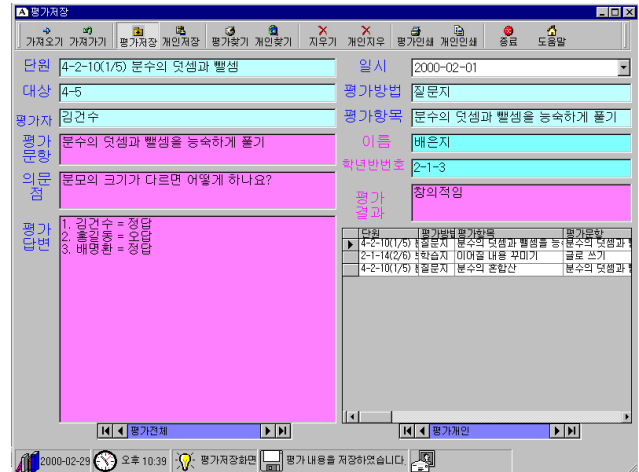 평가저장
가져오기 가져가기 평가저장 개인저장 평가찾기 개인찾기 지우기 개인지우 평가인쇄 개인인쇄 종료 도움말
단원 4-2-10(1/5) 분수의 덧셈과 뺄셈
대상 4-5
평가자 김건수
평가문항 분수의 덧셈과 뺄셈을 능숙하게 풀기
의문점 분모의 크기가 다르면 어떻게 하나요?
평가답변 1. 김건수 = 정답
2. 홍길동 = 오답
3. 배명환 = 정답
일시 2000-02-01
평가방법 질문지
평가항목 분수의 덧셈과 뺄셈을 능숙하게 풀기
이름 배은지
학년반번호 2-1-3
평가결과 창의적임
단원 평가방법 평가항목 평가문항
4-2-10(1/5) 질문지 분수의 덧셈과 뺄셈을 능 분수의 덧셈과
2-1-14(2/6) 학습지 이어질 내용 꾸미기 글로 쓰기
4-2-10(1/5) 질문지 분수의 혼합산 분수의 덧셈과
평가전체 평가개인
2000-02-29 오후 10:39 평가저장화면 평가 내용을 저장하였습니다.